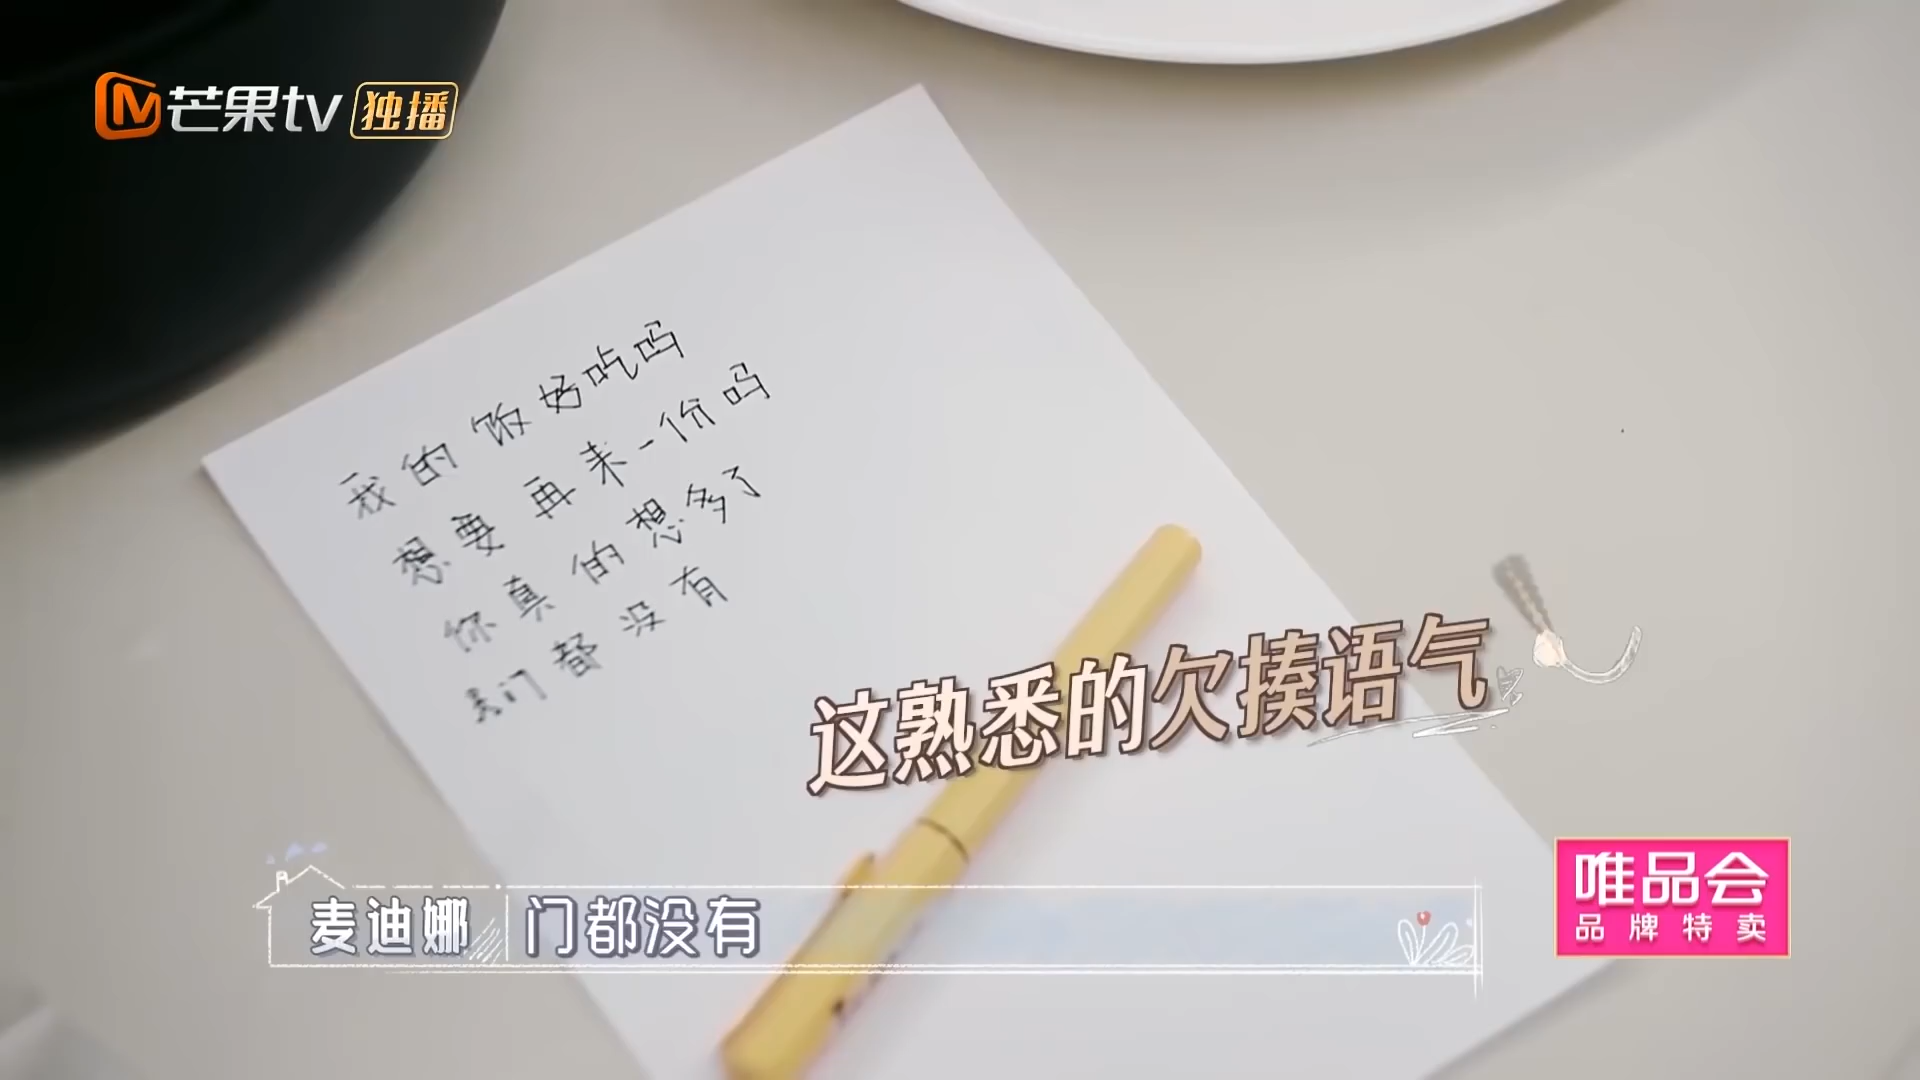 芒果tv 独播
我的饭好吃吗
想要再来一份吗
你真的想多了
门都没有
这熟悉的欠揍语气
麦迪娜 门都没有
唯品会
品牌特卖